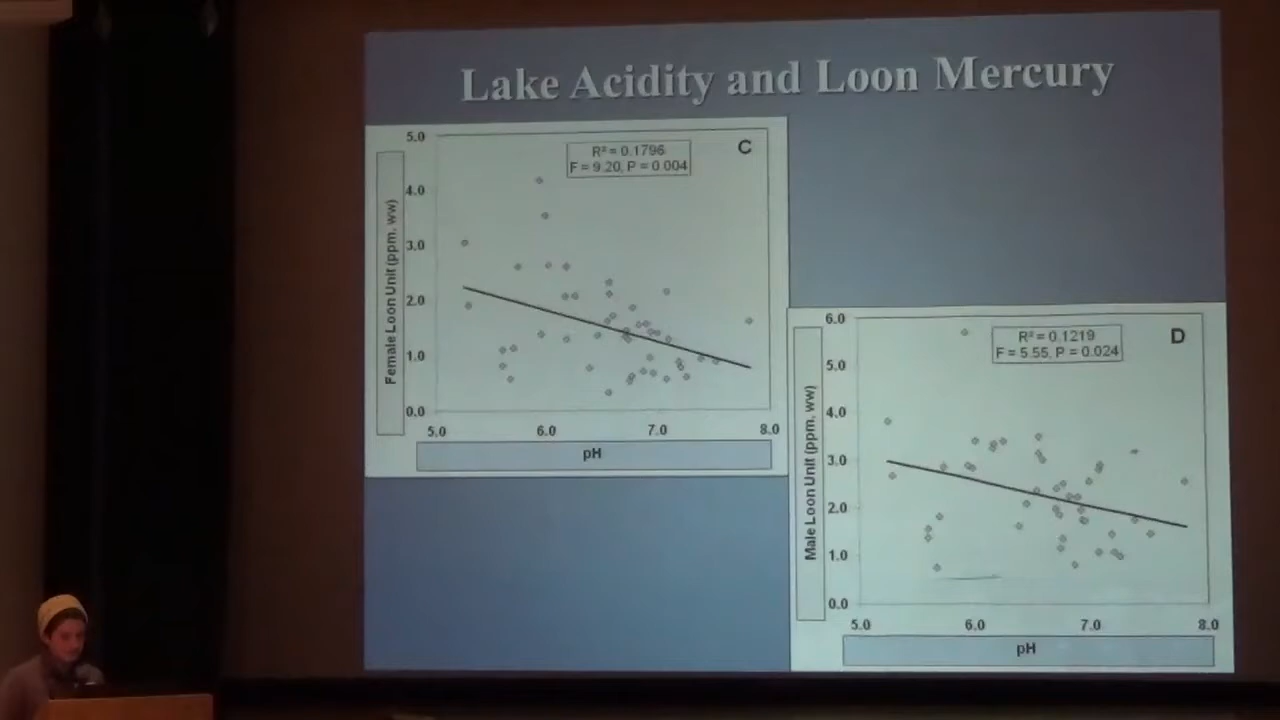 Lake Acidity and Loon Mercury
5.0
R² = 0.1796
F = 9.20, P = 0.004
C
4.0
3.0
2.0
1.0
0.0
Female Loon Unit (ppm, ww)
5.0 6.0 7.0 8.0
pH
6.0
R² = 0.1219
F = 5.55, P = 0.024
D
5.0
4.0
3.0
2.0
1.0
0.0
Male Loon Unit (ppm, ww)
5.0 6.0 7.0 8.0
pH